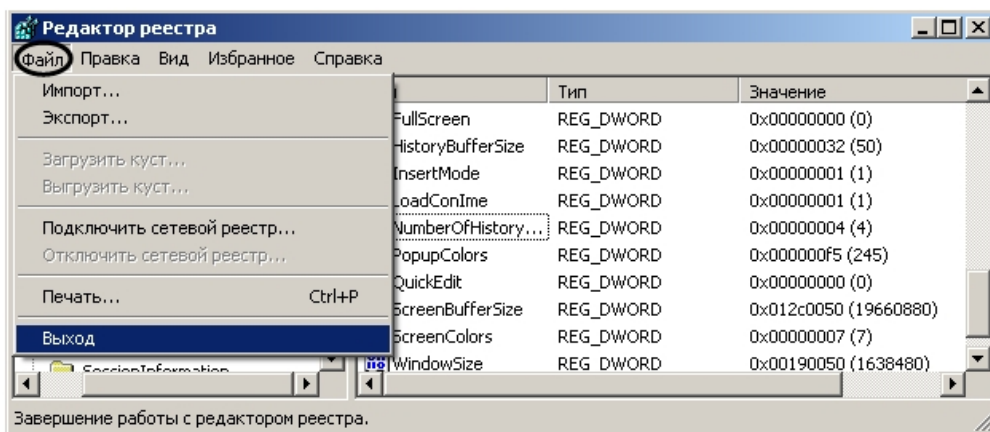 Редактор реестра
Файл Правка Вид Избранное Справка
Импорт...
Экспорт...
Загрузить куст...
Выгрузить куст...
Подключить сетевой реестр...
Отключить сетевой реестр...
Печать... Ctrl+P
Выход
Тип Значение
FullScreen REG_DWORD 0x00000000 (0)
HistoryBufferSize REG_DWORD 0x00000032 (50)
InsertMode REG_DWORD 0x00000001 (1)
LoadConIme REG_DWORD 0x00000001 (1)
NumberOfHistory... REG_DWORD 0x00000004 (4)
PopupColors REG_DWORD 0x000000f5 (245)
QuickEdit REG_DWORD 0x00000000 (0)
ScreenBufferSize REG_DWORD 0x012c0050 (19660880)
ScreenColors REG_DWORD 0x00000007 (7)
WindowSize REG_DWORD 0x00190050 (1638480)
SessionInformation
Завершение работы с редактором реестра.